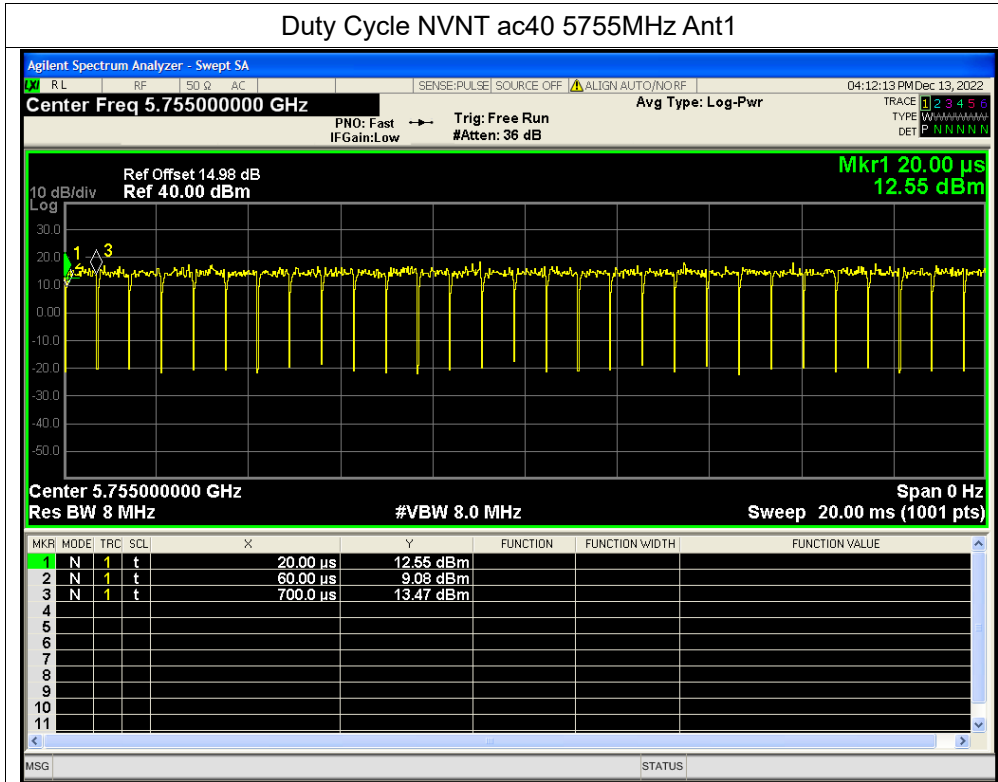 Duty Cycle NVNT ac40 5755MHz Ant1
Agilent Spectrum Analyzer - Swept SA
LXI RL RF 50 Ω AC SENSE:PULSE SOURCE OFF ALIGN AUTO/NO RF 04:12:13 PM Dec 13, 2022
Center Freq 5.755000000 GHz Avg Type: Log-Pwr TRACE 1 2 3 4 5 6
PNO: Fast Trig: Free Run TYPE W
IFGain:Low #Atten: 36 dB DET P N N N N N
Mkr1 20.00 µs
12.55 dBm
Ref Offset 14.98 dB
10 dB/div Ref 40.00 dBm
Log
30.0
20.0
10.0
0.00
-10.0
-20.0
-30.0
-40.0
-50.0
1 3
Center 5.755000000 GHz Span 0 Hz
Res BW 8 MHz #VBW 8.0 MHz Sweep 20.00 ms (1001 pts)
MKR MODE TRC SCL X Y FUNCTION FUNCTION WIDTH FUNCTION VALUE
1 N 1 t 20.00 µs 12.55 dBm
2 N 1 t 60.00 µs 9.08 dBm
3 N 1 t 700.0 µs 13.47 dBm
4
5
6
7
8
9
10
11
MSG STATUS